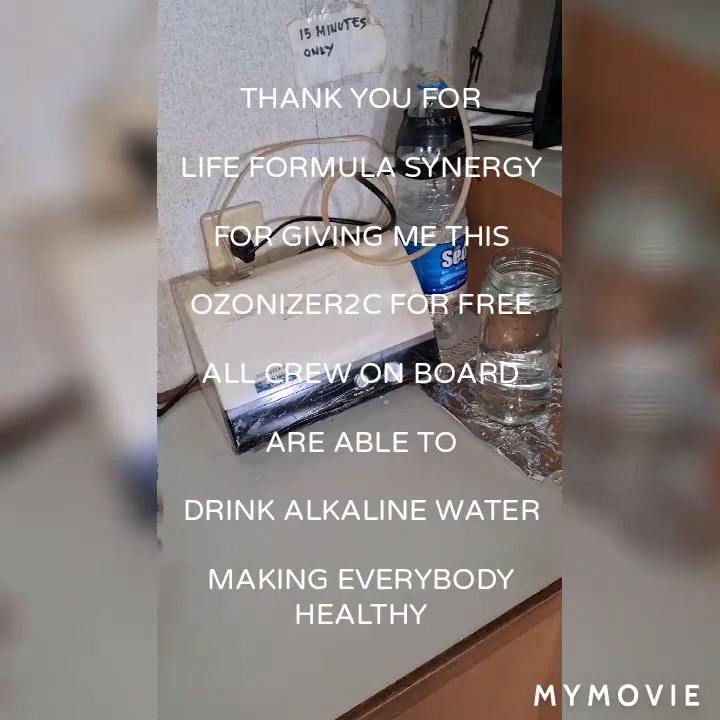 15 MINUTES
ONLY
THANK YOU FOR
LIFE FORMULA SYNERGY
FOR GIVING ME THIS
OZONIZER2C FOR FREE
ALL CREW ON BOARD
ARE ABLE TO
DRINK ALKALINE WATER
MAKING EVERYBODY
HEALTHY
MYMOVIE